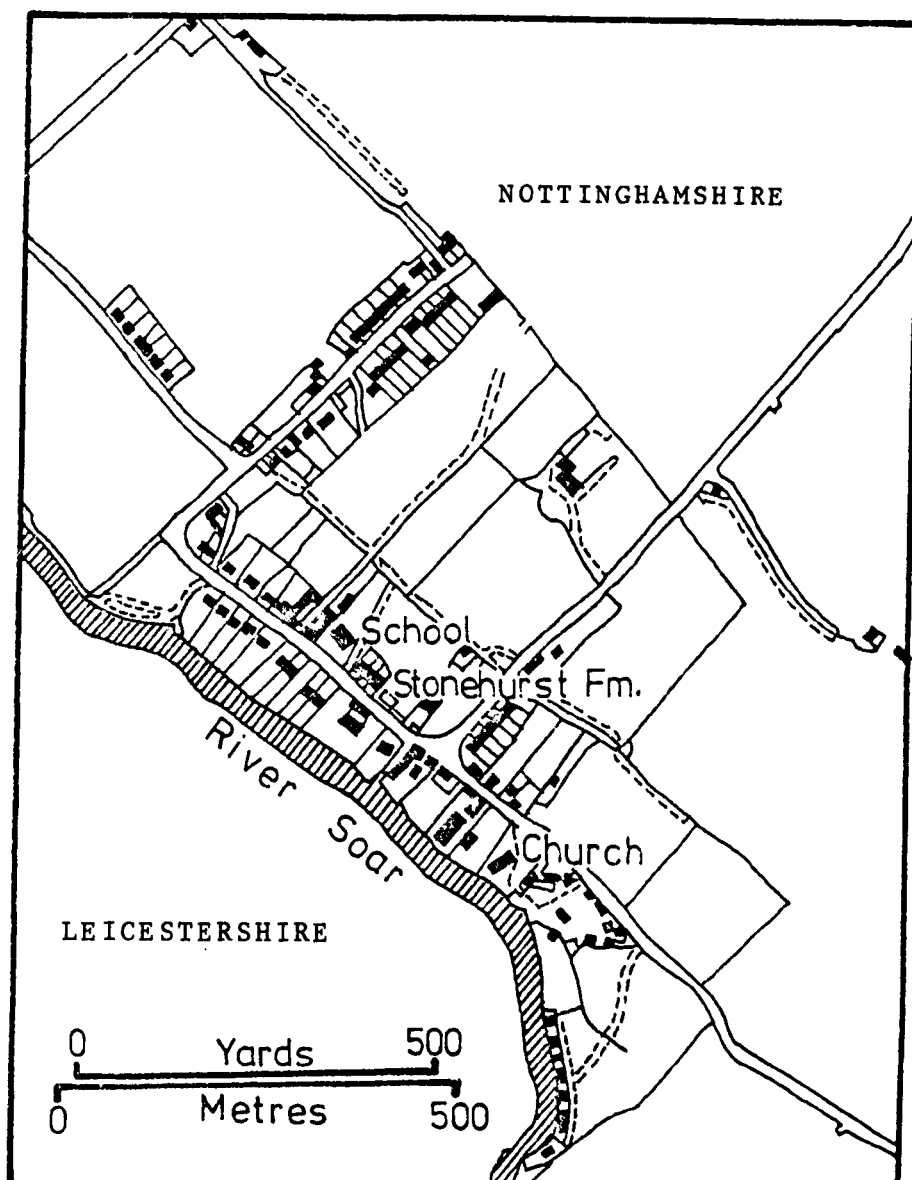 NOTTINGHAMSHIRE
School
Stonehurst Fm.
River Soar
Church
LEICESTERSHIRE
0 Yards 500
0 Metres 500